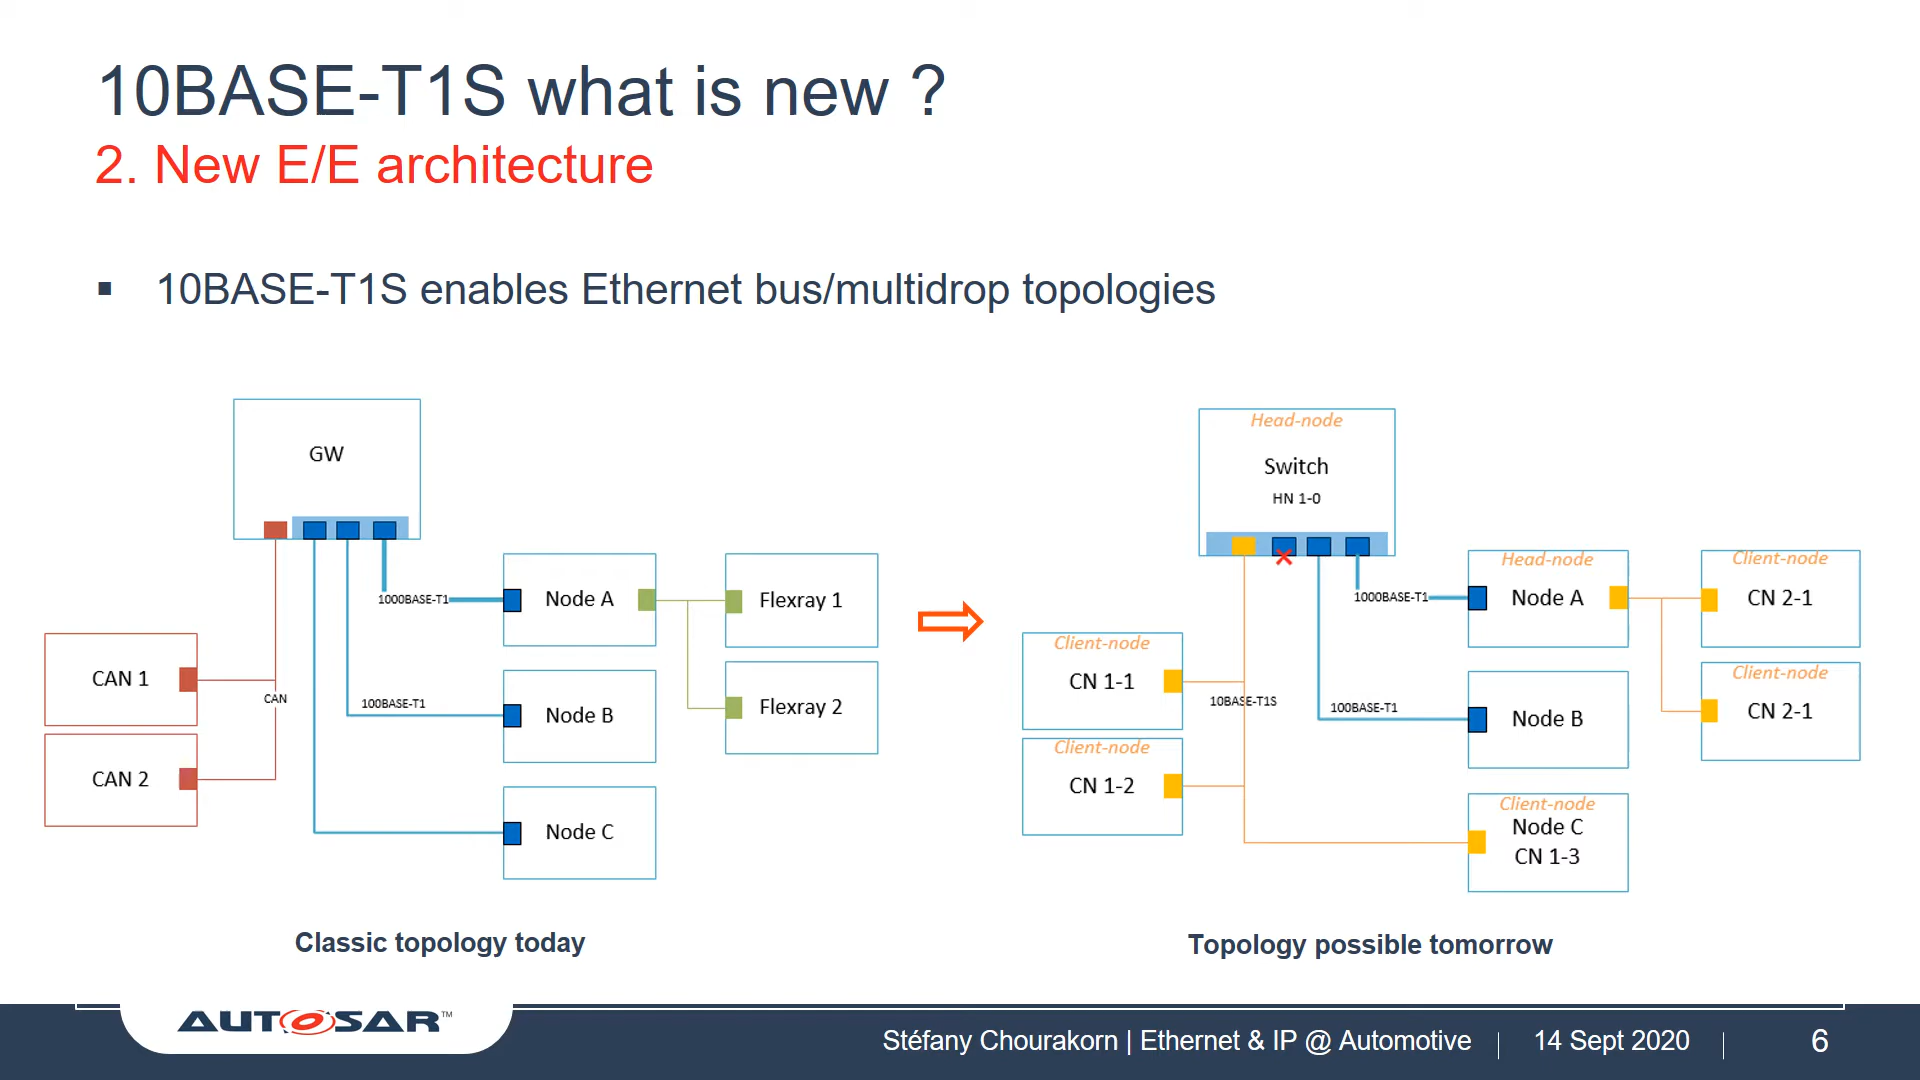 10BASE-T1S what is new ?
2. New E/E architecture
▪ 10BASE-T1S enables Ethernet bus/multidrop topologies
GW
1000BASE-T1
Node A
Flexray 1
CAN 1
CAN
100BASE-T1
Node B
Flexray 2
CAN 2
Node C
Classic topology today
Head-node
Switch
HN 1-0
1000BASE-T1
Head-node
Node A
Client-node
CN 2-1
Client-node
CN 1-1
10BASE-T1S
100BASE-T1
Node B
Client-node
CN 2-1
Client-node
CN 1-2
Client-node
Node C
CN 1-3
Topology possible tomorrow
AUTOSAR™
Stéfany Chourakorn | Ethernet & IP @ Automotive | 14 Sept 2020 | 6